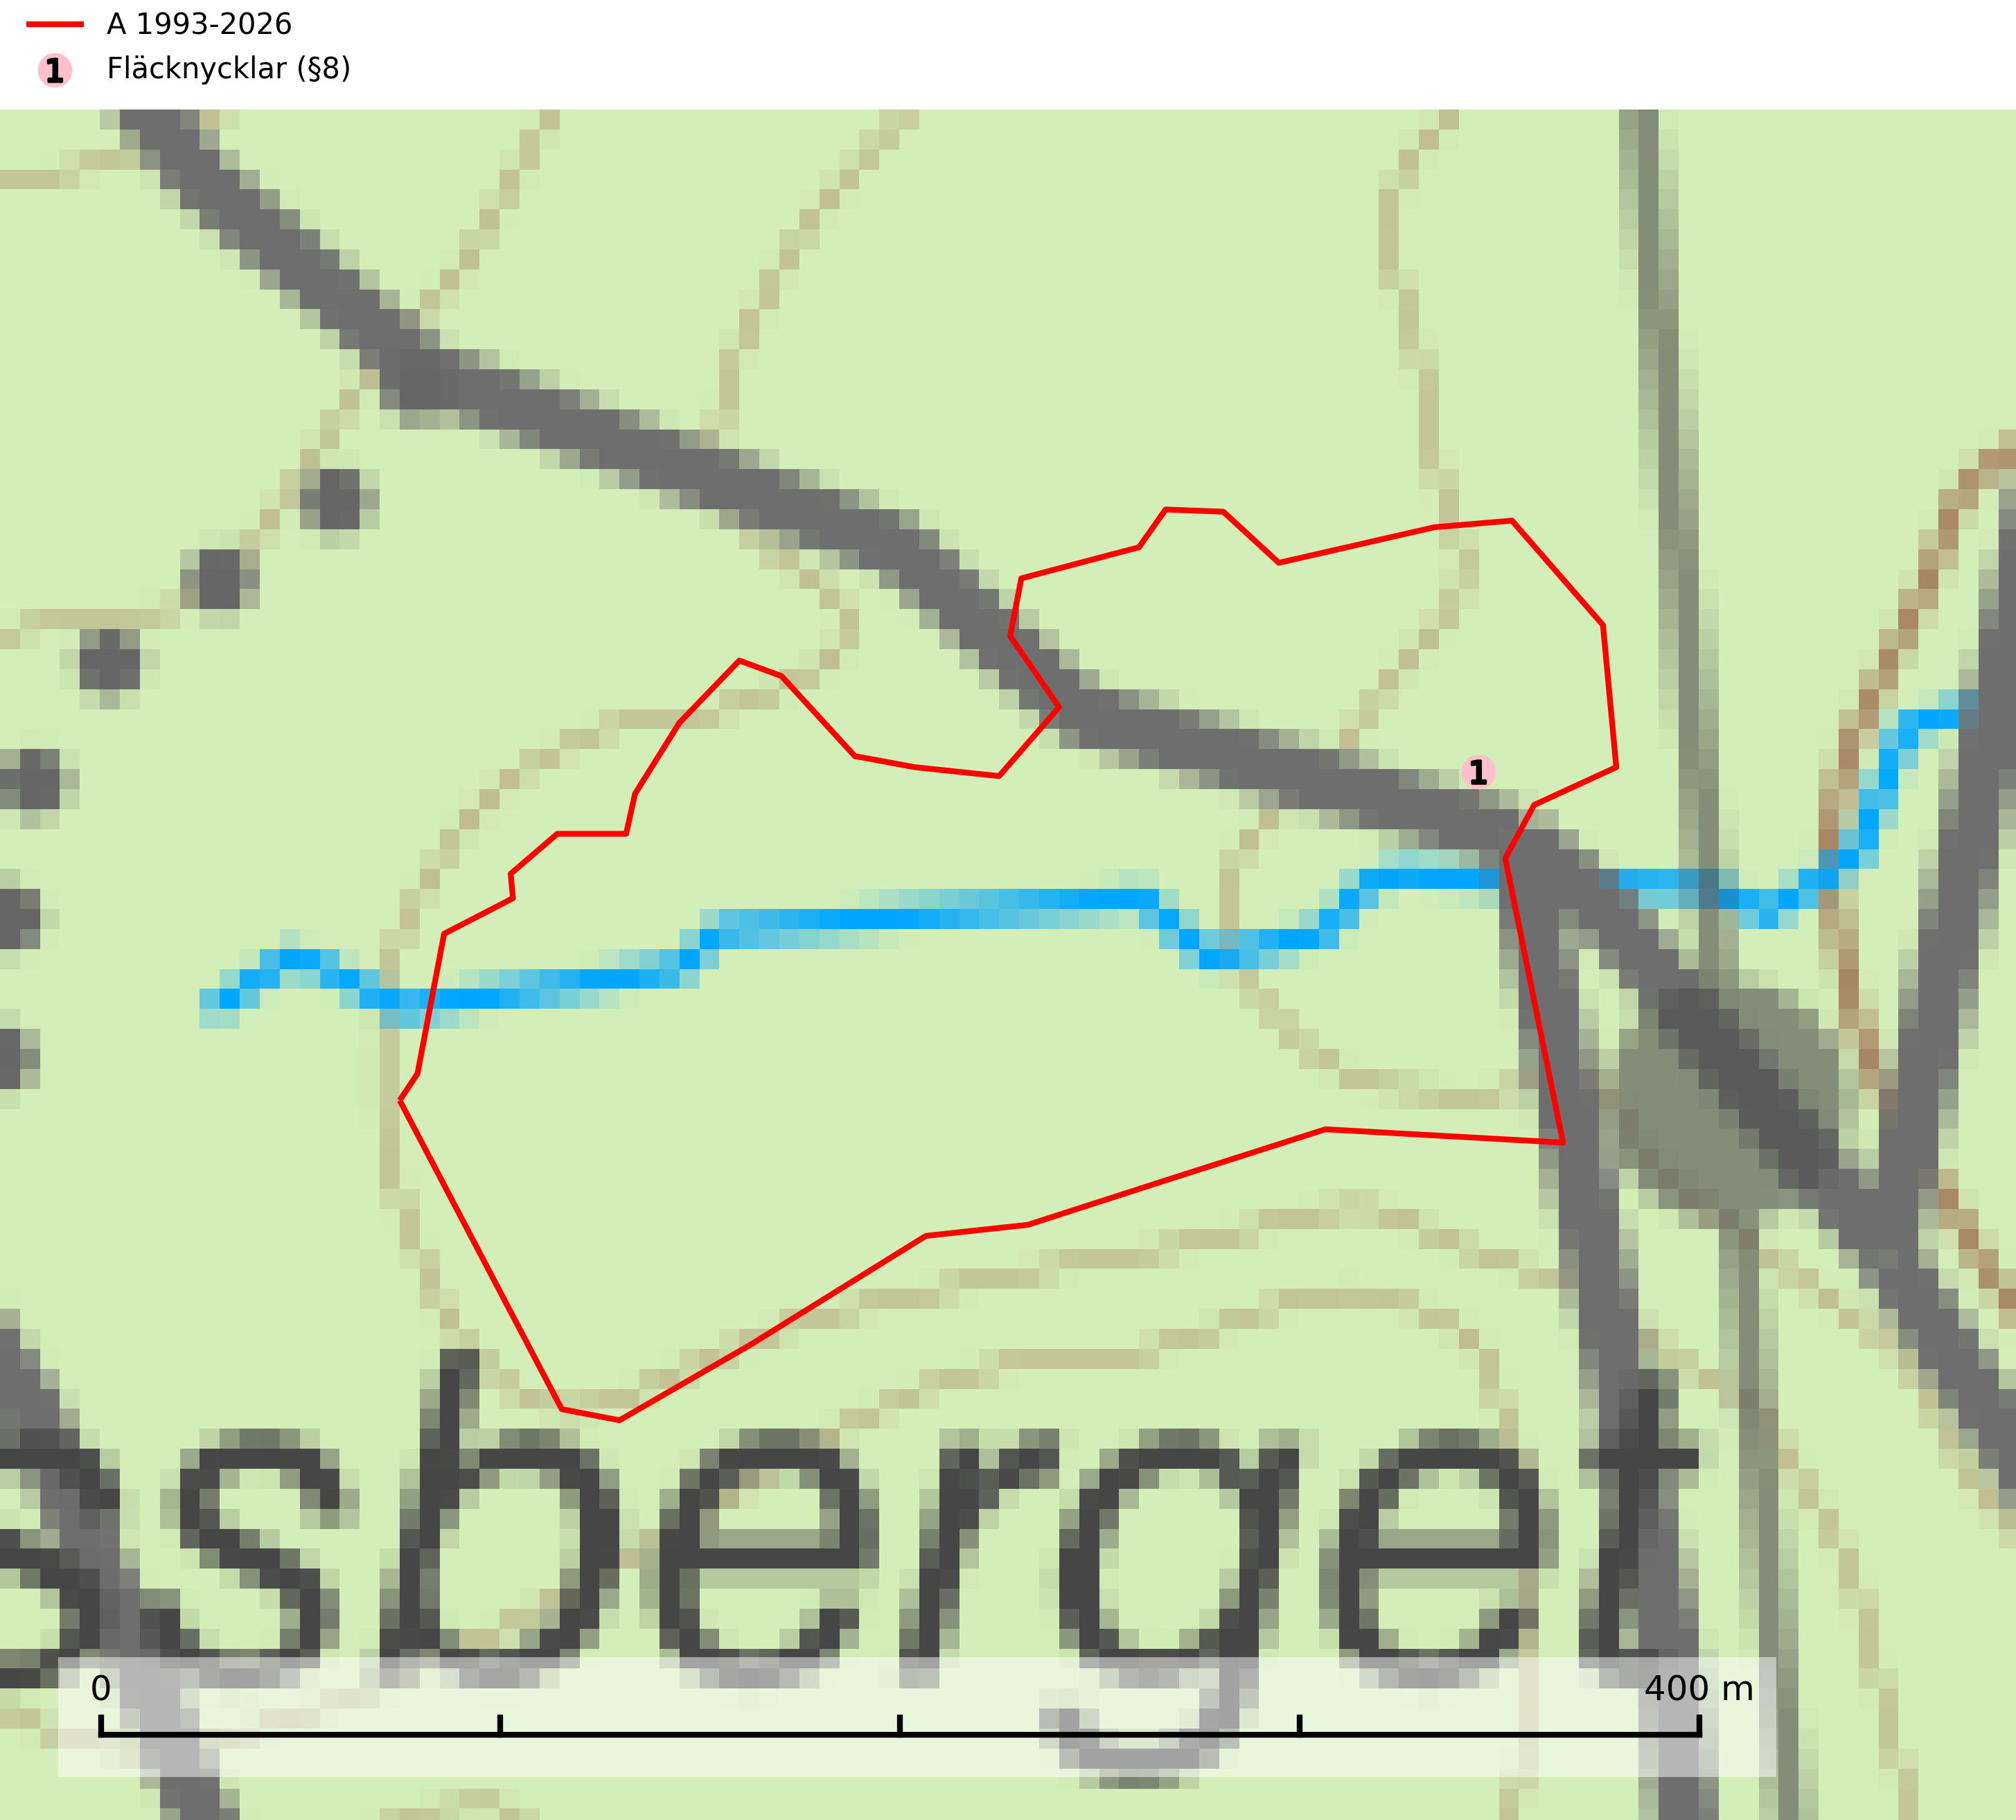 A 1993-2026
1 Fläcknycklar (§8)
1
sberget
0 400 m